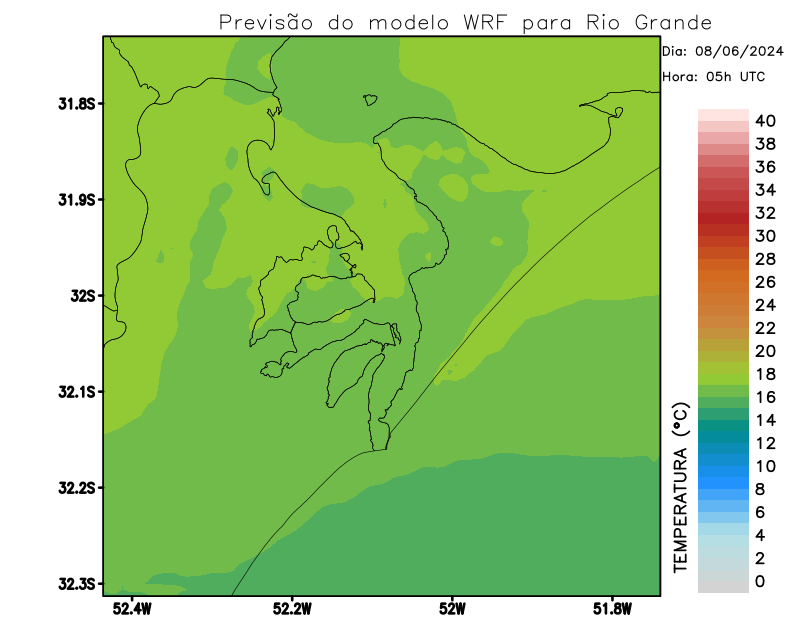 Previsão do modelo WRF para Rio Grande
Dia: 08/06/2024
Hora: 05h UTC
31.8S
31.9S
32S
32.1S
32.2S
32.3S
52.4W
52.2W
52W
51.8W
40
38
36
34
32
30
28
26
24
22
20
18
16
14
12
10
8
6
4
2
0
TEMPERATURA (°C)